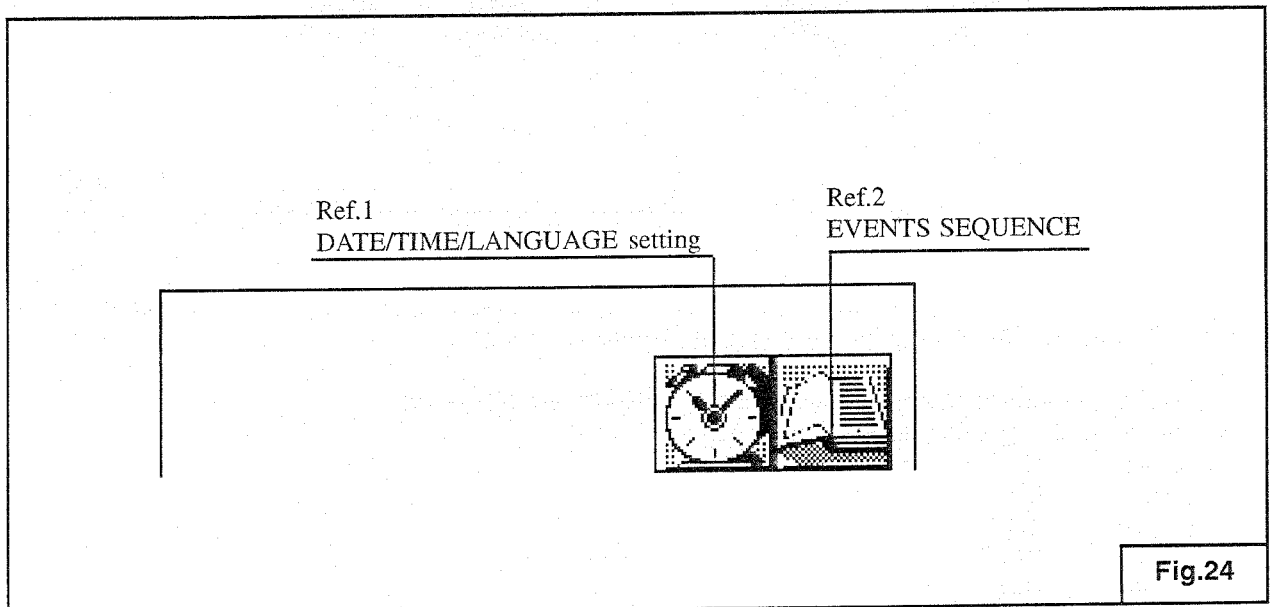 Ref.1
DATE/TIME/LANGUAGE setting
Ref.2
EVENTS SEQUENCE
Fig.24